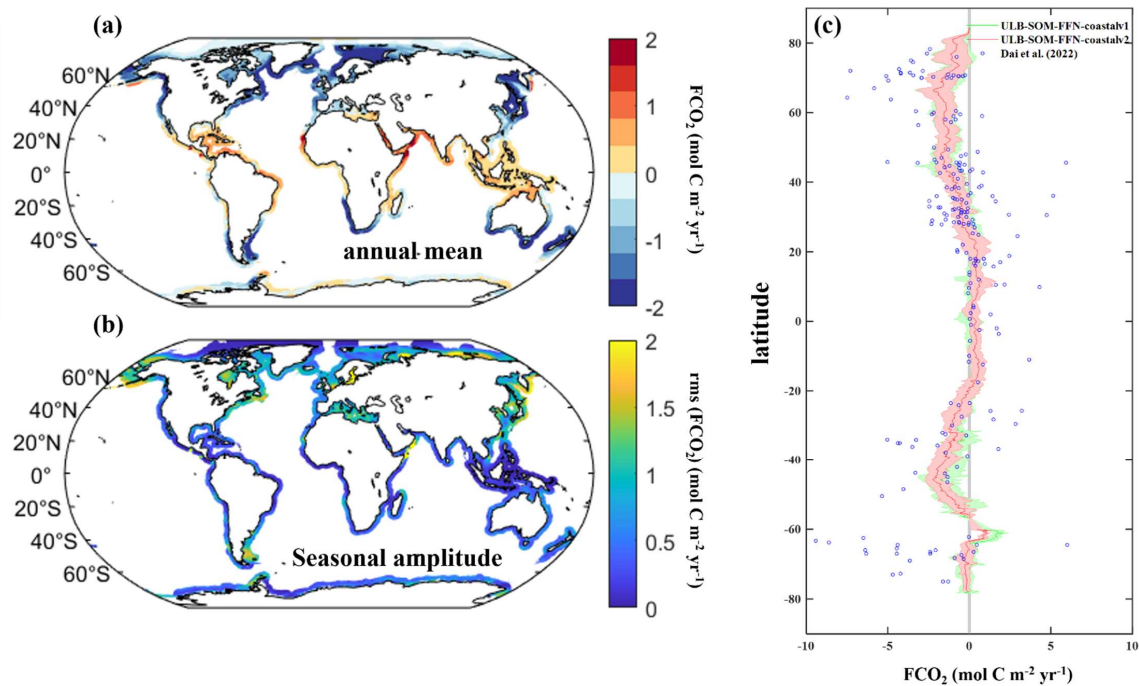 (a)
60°N
40°N
20°N
0°
20°S
40°S
60°S
annual mean
2
1
0
-1
-2
FCO₂ (mol C m⁻² yr⁻¹)
(b)
60°N
40°N
20°N
0°
20°S
40°S
60°S
Seasonal amplitude
2
1.5
1
0.5
0
rms (FCO₂) (mol C m⁻² yr⁻¹)
(c)
ULB-SOM-FFN-coastalv1
ULB-SOM-FFN-coastalv2
Dai et al. (2022)
latitude
80
60
40
20
0
-20
-40
-60
-80
-10
-5
0
5
10
FCO₂ (mol C m⁻² yr⁻¹)